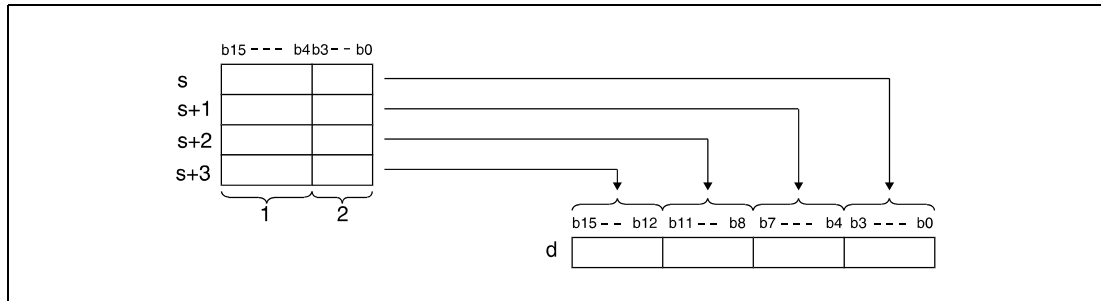 b15 --- b4 b3 -- b0
s
s+1
s+2
s+3
1 2
b15 -- b12 b11 -- b8 b7 ---- b4 b3 ---- b0
d